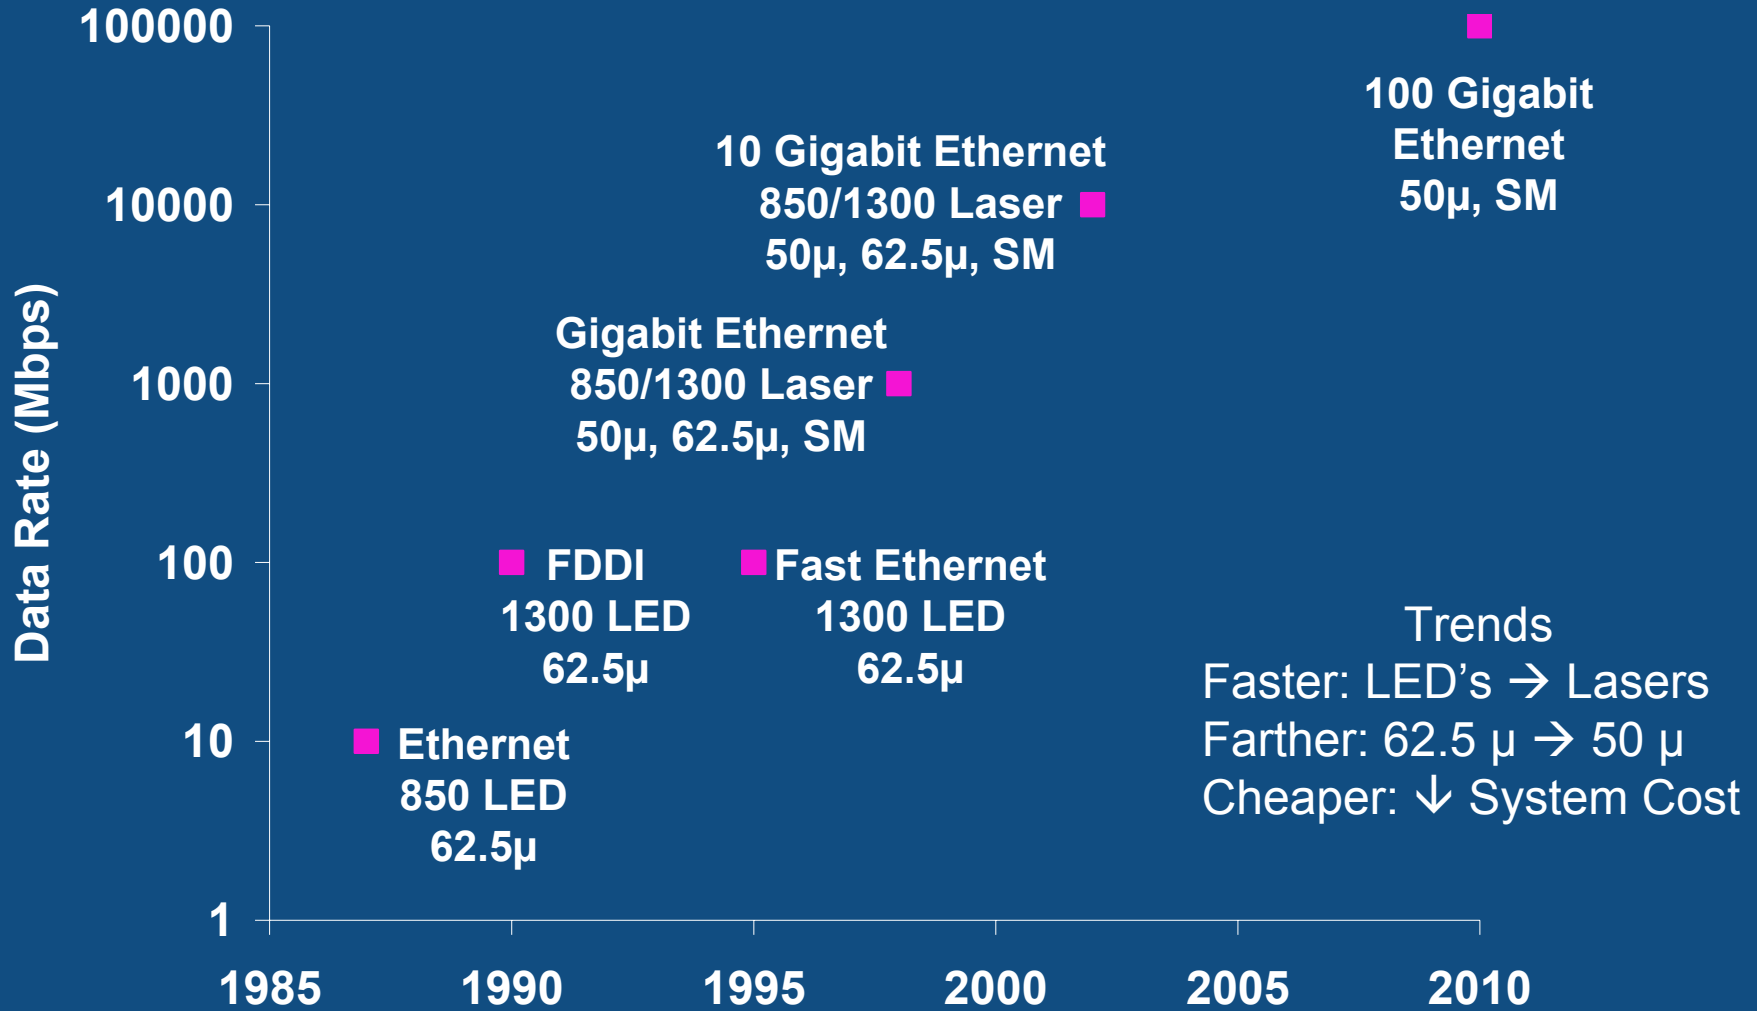 100000
10000
1000
100
10
1
Data Rate (Mbps)
1985
1990
1995
2000
2005
2010
100 Gigabit
Ethernet
50µ, SM
10 Gigabit Ethernet
850/1300 Laser
50µ, 62.5µ, SM
Gigabit Ethernet
850/1300 Laser
50µ, 62.5µ, SM
FDDI
1300 LED
62.5µ
Fast Ethernet
1300 LED
62.5µ
Ethernet
850 LED
62.5µ
Trends
Faster: LED’s → Lasers
Farther: 62.5 µ → 50 µ
Cheaper: ↓ System Cost